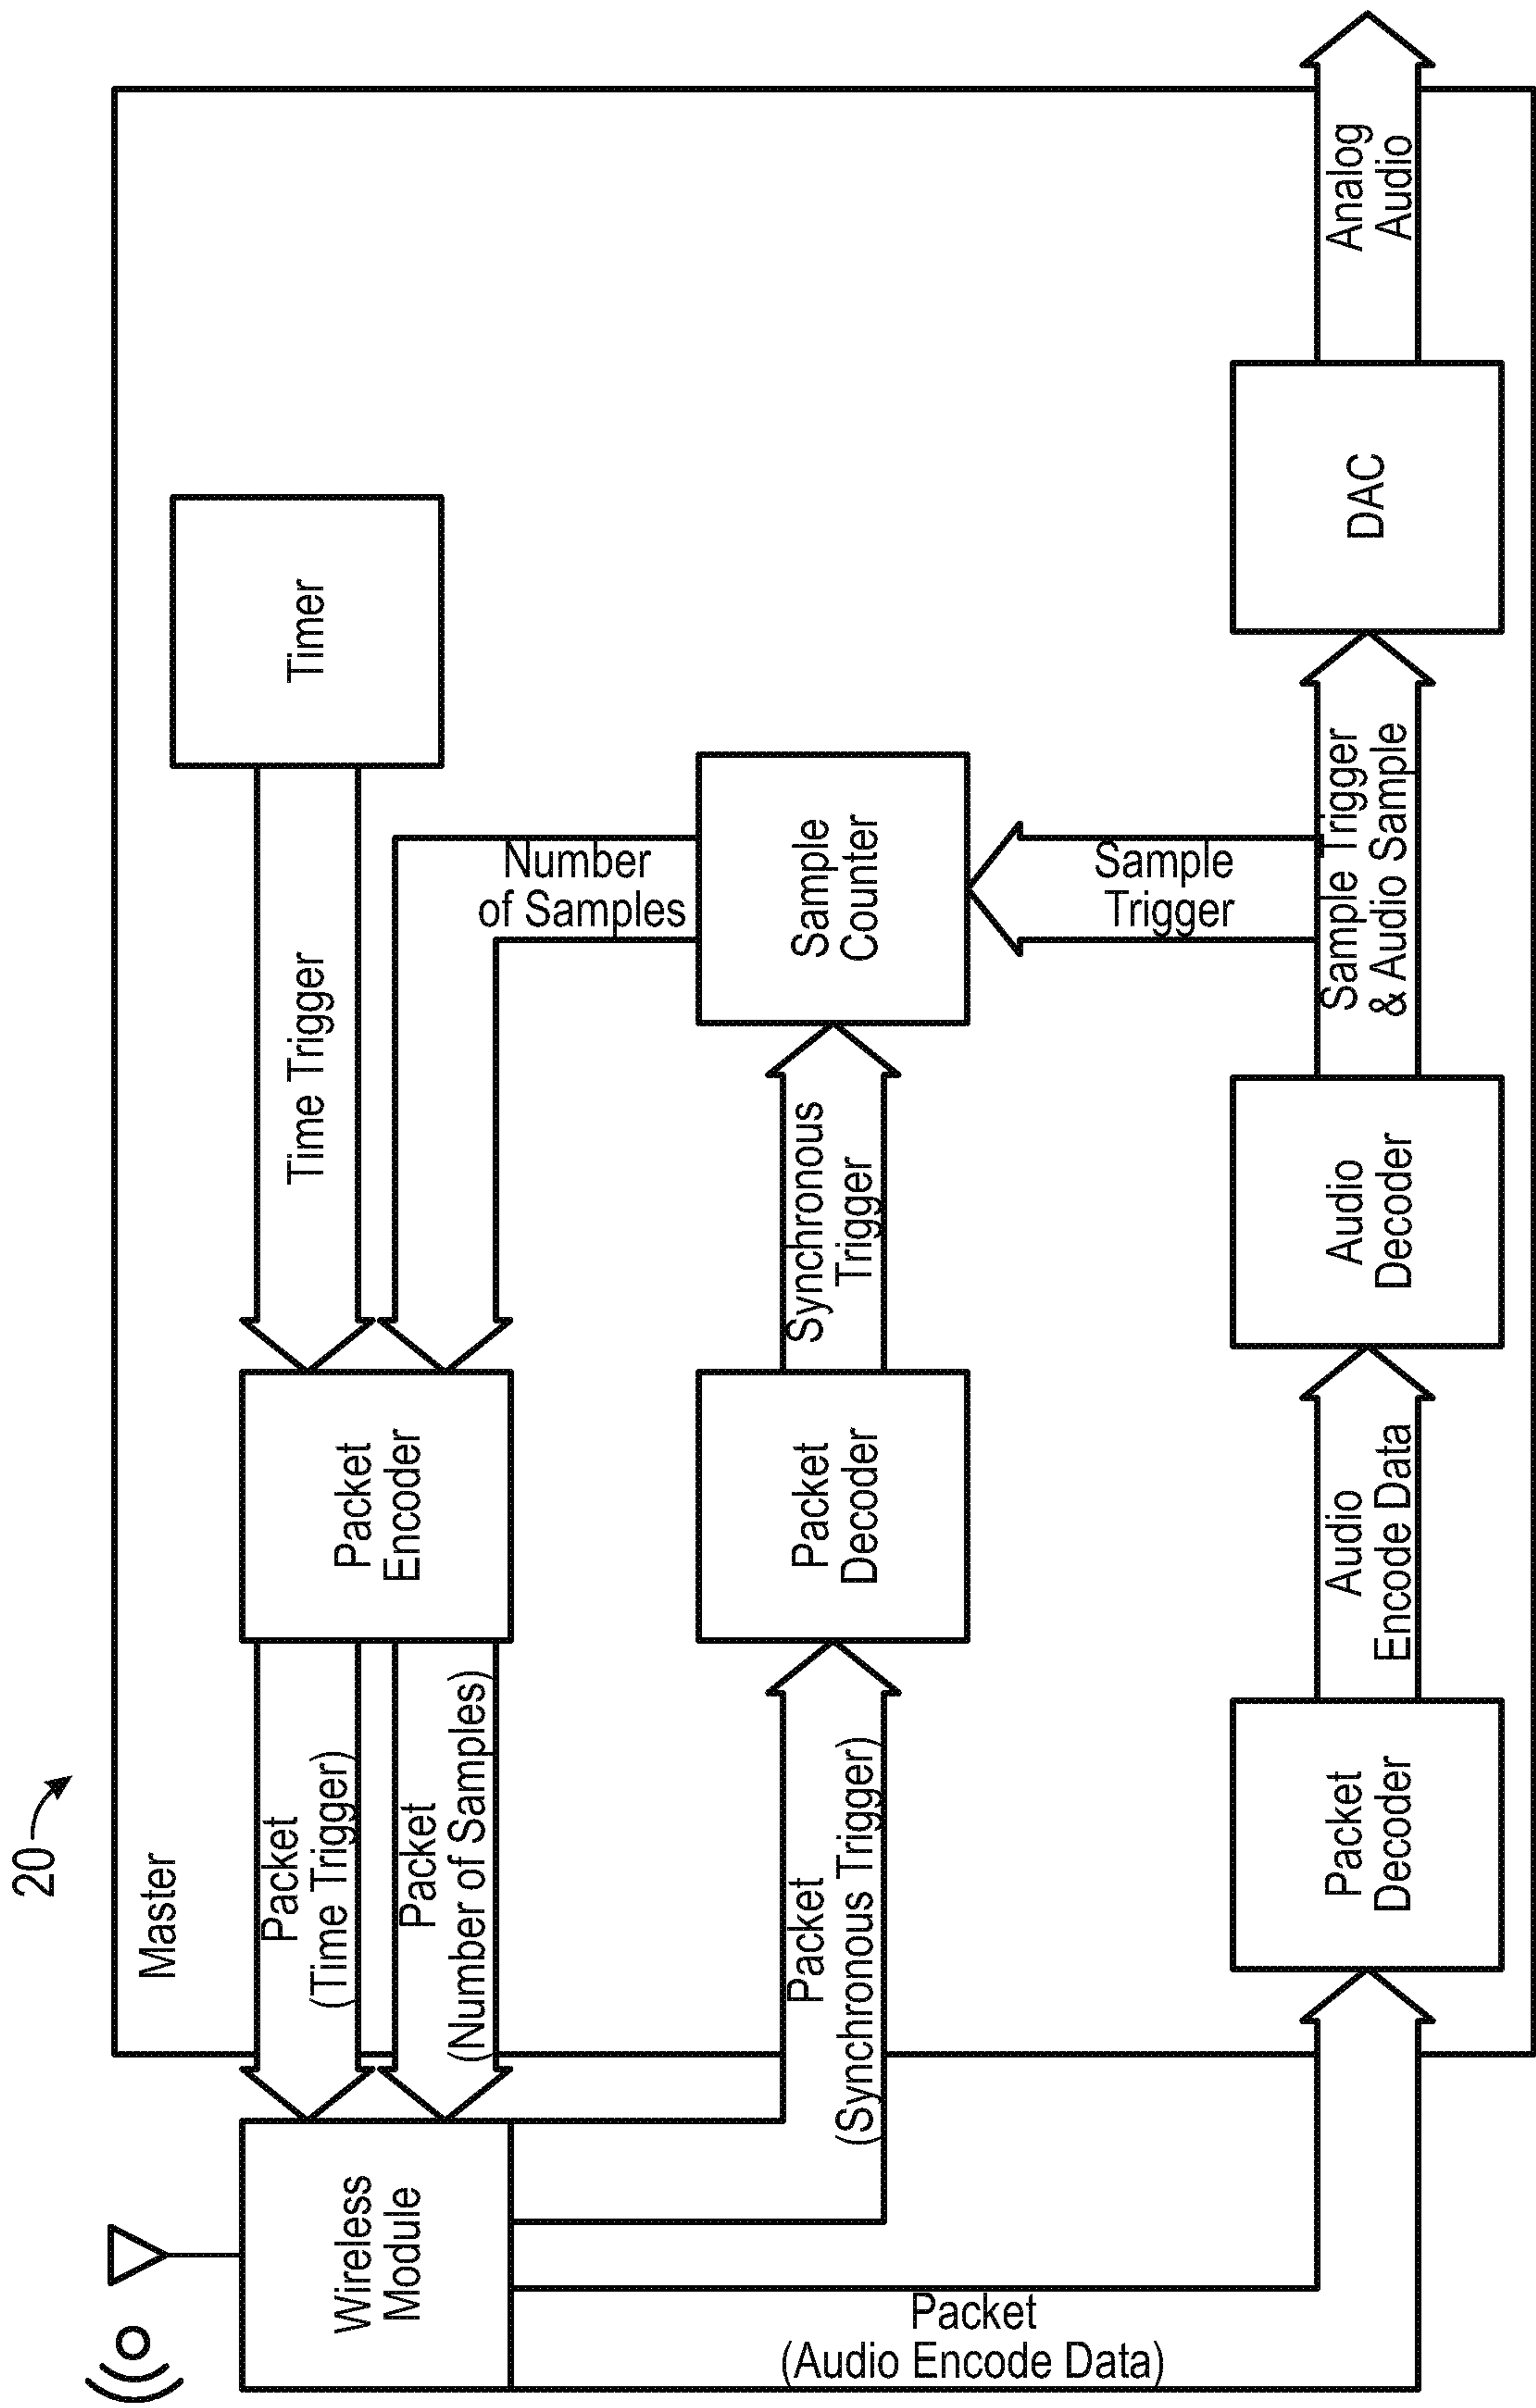 20
Master
Wireless
Module
Packet
(Time Trigger)
Packet
(Number of Samples)
Packet
Encoder
Time Trigger
Timer
Number
of Samples
Packet
(Synchronous Trigger)
Packet
Decoder
Synchronous
Trigger
Sample
Counter
Sample
Trigger
Packet
(Audio Encode Data)
Packet
Decoder
Audio
Encode Data
Audio
Decoder
Sample Trigger
& Audio Sample
DAC
Analog
Audio